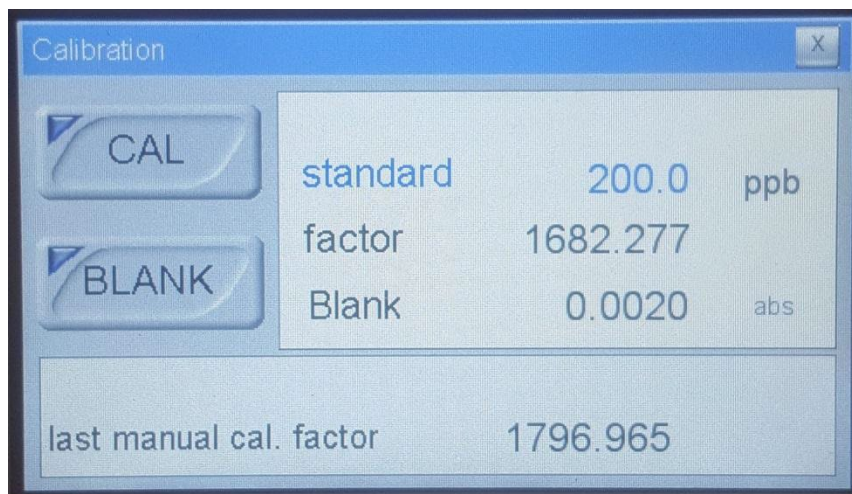 Calibration X
CAL
BLANK
standard 200.0 ppb
factor 1682.277
Blank 0.0020 abs
last manual cal. factor 1796.965